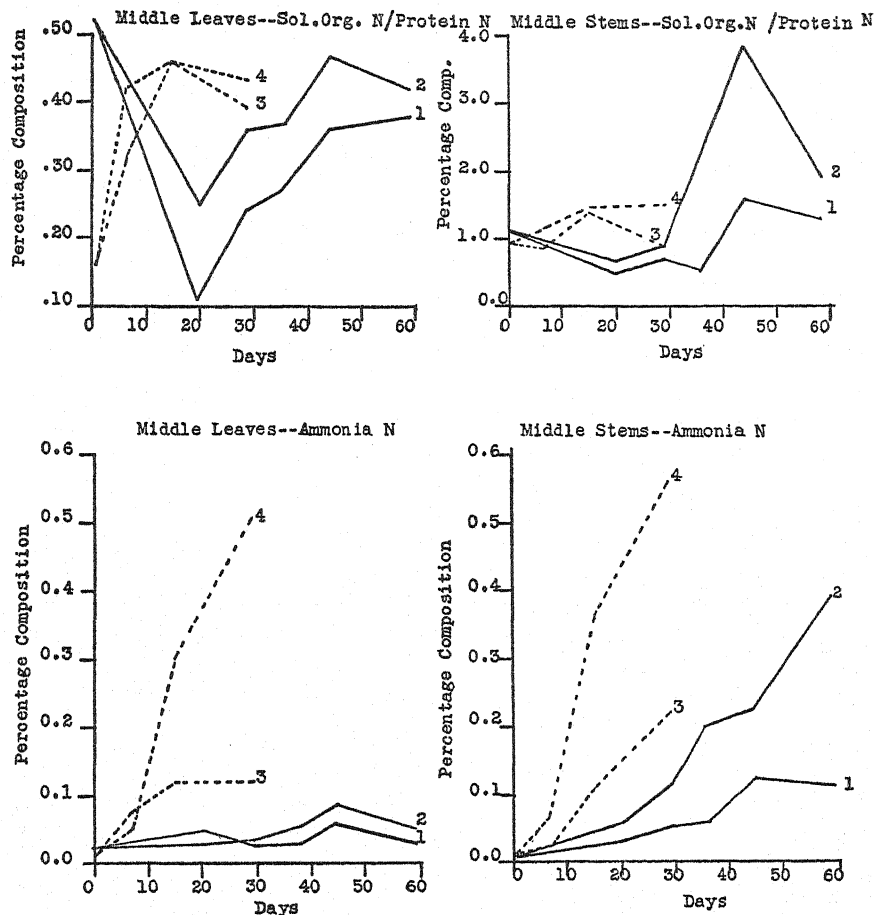 Middle Leaves--Sol.Org. N/Protein N
Percentage Composition
.50
.40
.30
.20
.10
4
3
2
1
0 10 20 30 40 50 60
Days
Middle Stems--Sol.Org.N /Protein N
Percentage Comp.
4.0
3.0
2.0
1.0
0.0
4
3
2
1
0 10 20 30 40 50 60
Days
Middle Leaves--Ammonia N
Percentage Composition
0.6
0.5
0.4
0.3
0.2
0.1
0.0
4
3
2
1
0 10 20 30 40 50 60
Days
Middle Stems--Ammonia N
Percentage Composition
0.6
0.5
0.4
0.3
0.2
0.1
0.0
4
2
3
1
0 10 20 30 40 50 60
Days